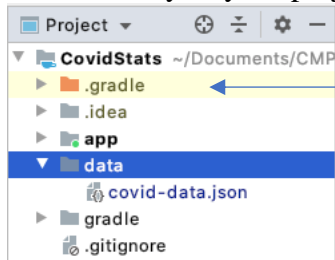 Project
CovidStats ~/Documents/CMP
.gradle
.idea
app
data
covid-data.json
gradle
.gitignore